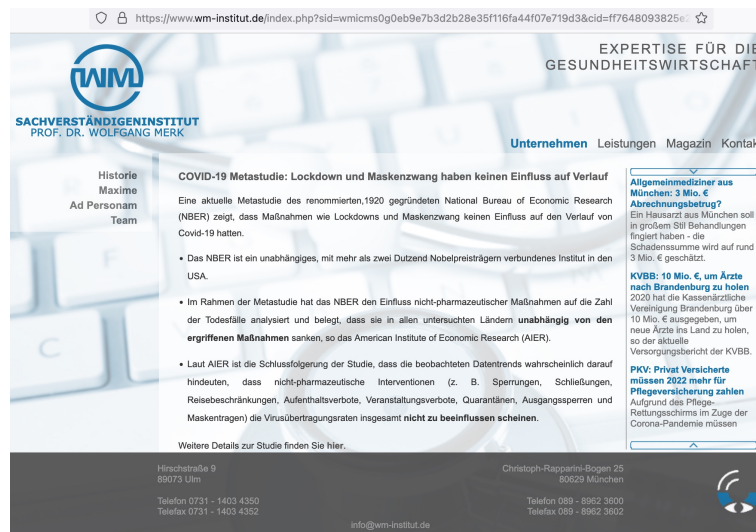 https://www.wm-institut.de/index.php?sid=wmicms0g0eb9e7b3d2b28e35f116fa44f07e719d3&cid=ff7648093825e2
WM
SACHVERSTÄNDIGENINSTITUT
PROF. DR. WOLFGANG MERK
EXPERTISE FÜR DIE
GESUNDHEITSWIRTSCHAFT
Unternehmen Leistungen Magazin Kontak
Historie
Maxime
Ad Personam
Team
COVID-19 Metastudie: Lockdown und Maskenzwang haben keinen Einfluss auf Verlauf
Eine aktuelle Metastudie des renommierten,1920 gegründeten National Bureau of Economic Research
(NBER) zeigt, dass Maßnahmen wie Lockdowns und Maskenzwang keinen Einfluss auf den Verlauf von
Covid-19 hatten.
• Das NBER ist ein unabhängiges, mit mehr als zwei Dutzend Nobelpreisträgern verbundenes Institut in den
USA.
• Im Rahmen der Metastudie hat das NBER den Einfluss nicht-pharmazeutischer Maßnahmen auf die Zahl
der Todesfälle analysiert und belegt, dass sie in allen untersuchten Ländern unabhängig von den
ergriffenen Maßnahmen sanken, so das American Institute of Economic Research (AIER).
• Laut AIER ist die Schlussfolgerung der Studie, dass die beobachteten Datentrends wahrscheinlich darauf
hindeuten, dass nicht-pharmazeutische Interventionen (z. B. Sperrungen, Schließungen,
Reisebeschränkungen, Aufenthaltsverbote, Veranstaltungsverbote, Quarantänen, Ausgangssperren und
Maskentragen) die Virusübertragungsraten insgesamt nicht zu beeinflussen scheinen.
Weitere Details zur Studie finden Sie hier.
Allgemeinmediziner aus
München: 3 Mio. €
Abrechnungsbetrug?
Ein Hausarzt aus München soll
in großem Stil Behandlungen
fingiert haben - die
Schadenssumme wird auf rund
3 Mio. € geschätzt.
KVBB: 10 Mio. €, um Ärzte
nach Brandenburg zu holen
2020 hat die Kassenärztliche
Vereinigung Brandenburg über
10 Mio. € ausgegeben, um
neue Ärzte ins Land zu holen,
so der aktuelle
Versorgungsbericht der KVBB.
PKV: Privat Versicherte
müssen 2022 mehr für
Pflegeversicherung zahlen
Aufgrund des Pflege-
Rettungsschirms im Zuge der
Corona-Pandemie müssen
Hirschstraße 9
89073 Ulm
Telefon 0731 - 1403 4350
Telefax 0731 - 1403 4352
Christoph-Rapparini-Bogen 25
80629 München
Telefon 089 - 8962 3600
Telefax 089 - 8962 3602
info@wm-institut.de